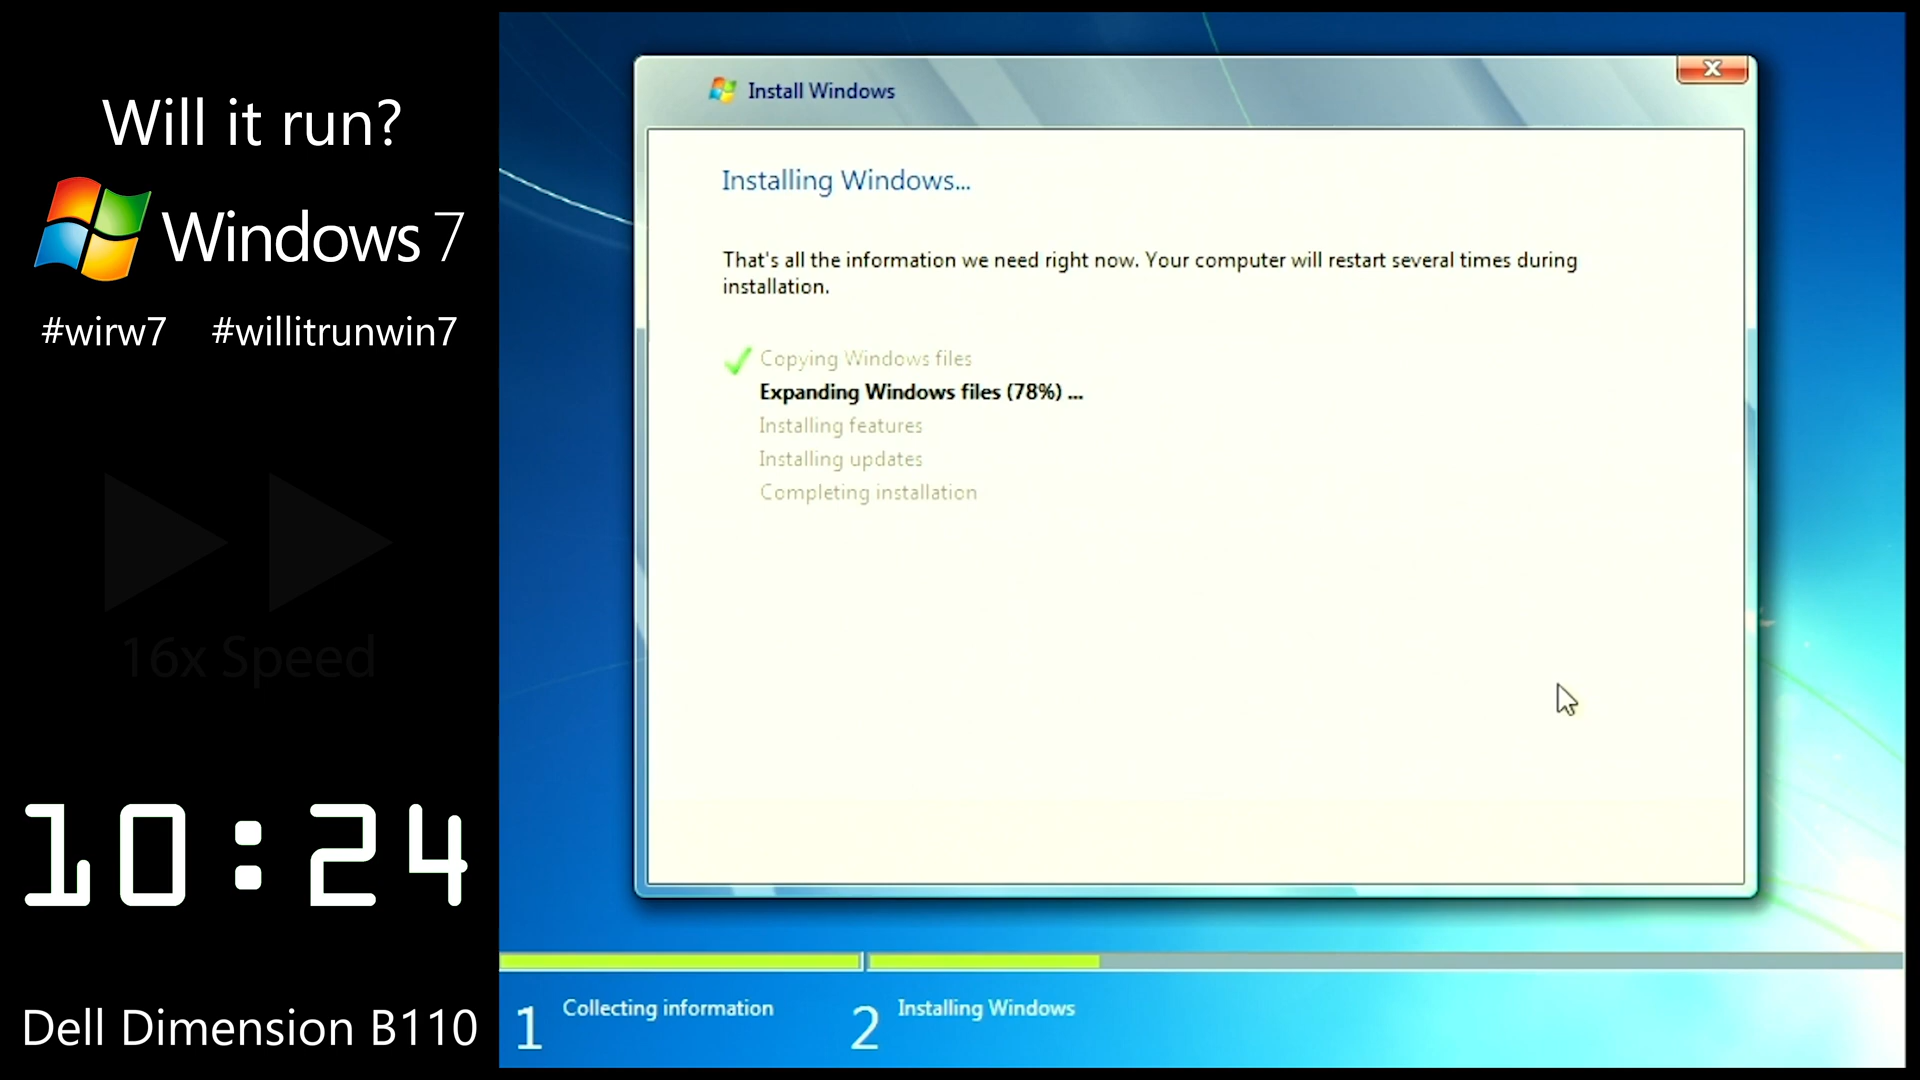 Will it run?
Windows 7
#wirw7 #willitrunwin7
16x Speed
10:24
Dell Dimension B110
Install Windows
Installing Windows...
That's all the information we need right now. Your computer will restart several times during
installation.
Copying Windows files
Expanding Windows files (78%) ...
Installing features
Installing updates
Completing installation
1 Collecting information
2 Installing Windows